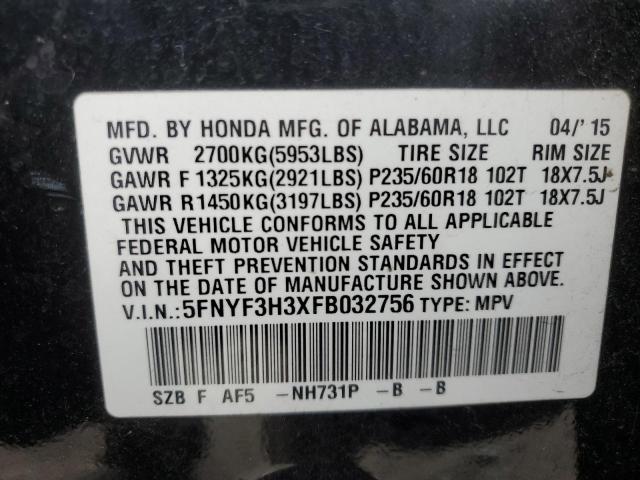 MFD. BY HONDA MFG. OF ALABAMA, LLC 04/'15
GVWR 2700KG(5953LBS) TIRE SIZE RIM SIZE
GAWR F 1325KG(2921LBS) P235/60R18 102T 18X7.5J
GAWR R1450KG(3197LBS) P235/60R18 102T 18X7.5J
THIS VEHICLE CONFORMS TO ALL APPLICABLE
FEDERAL MOTOR VEHICLE SAFETY
AND THEFT PREVENTION STANDARDS IN EFFECT
ON THE DATE OF MANUFACTURE SHOWN ABOVE.
V.I.N.:5FNYF3H3XFB032756 TYPE: MPV
SZB F AF5 -NH731P -B -B